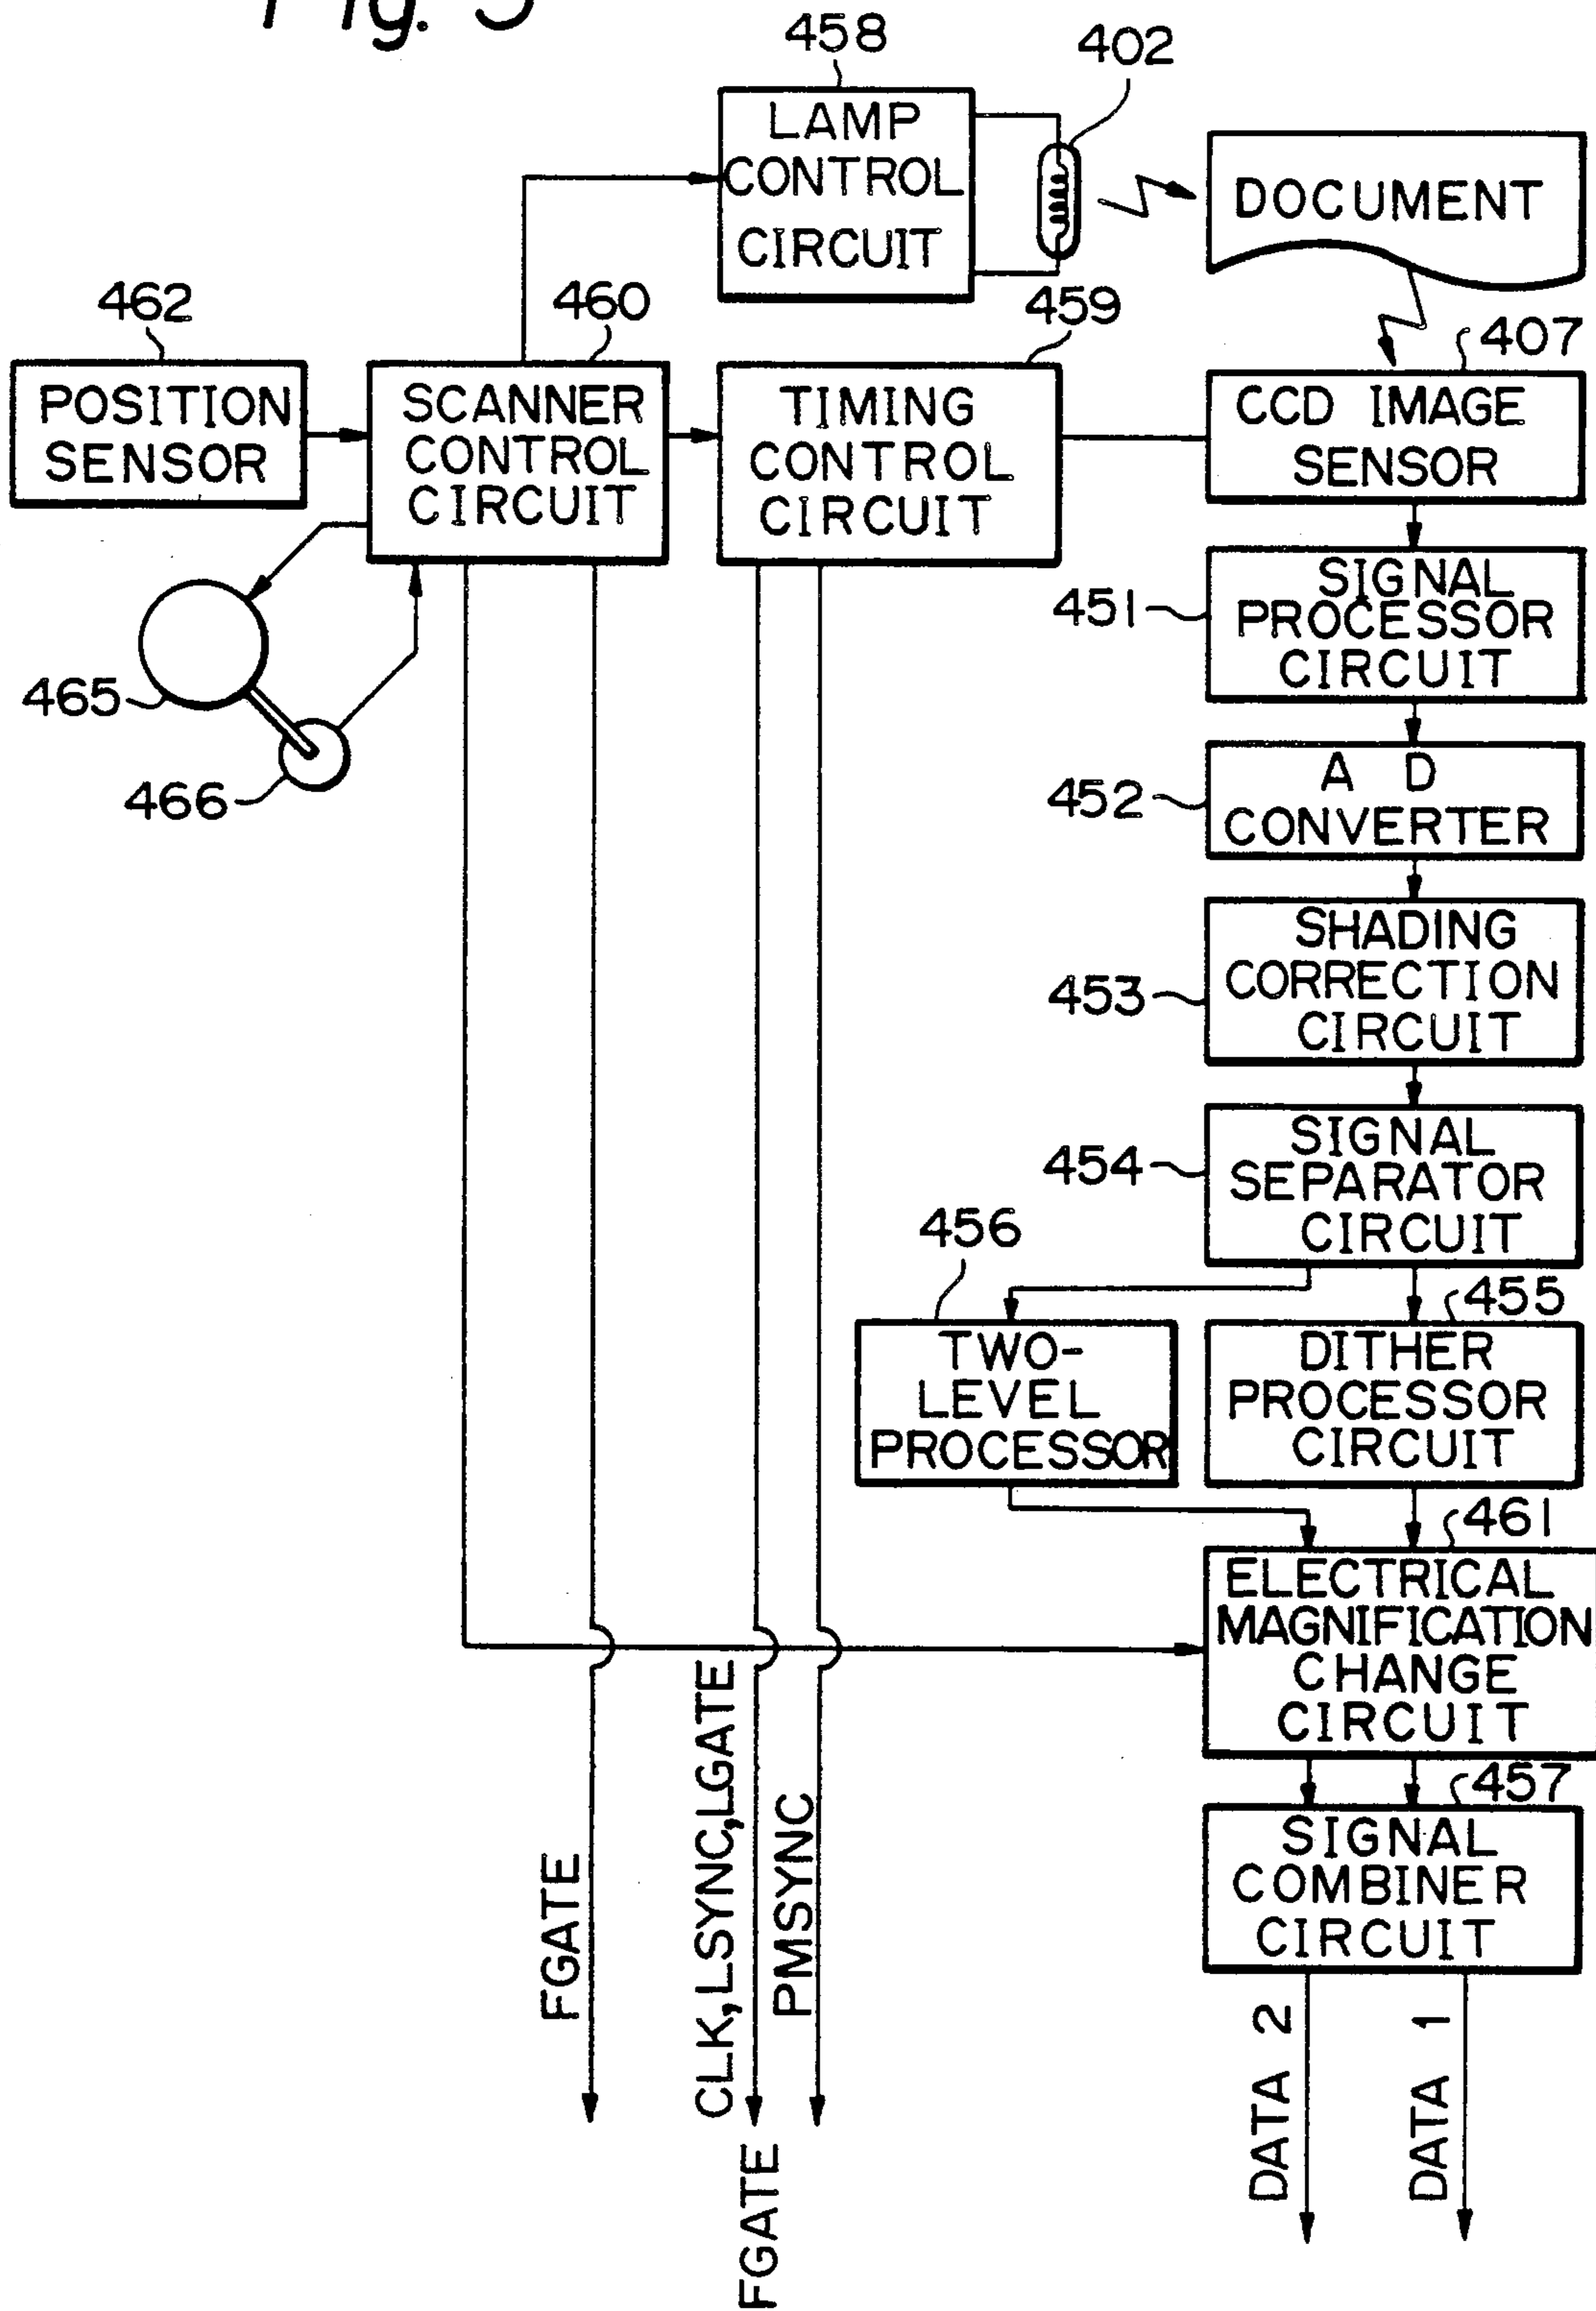 Fig. 5
458
402
LAMP
CONTROL
CIRCUIT
DOCUMENT
462
460
459
407
POSITION
SENSOR
SCANNER
CONTROL
CIRCUIT
TIMING
CONTROL
CIRCUIT
CCD IMAGE
SENSOR
451
SIGNAL
PROCESSOR
CIRCUIT
465
466
452
A D
CONVERTER
453
SHADING
CORRECTION
CIRCUIT
454
SIGNAL
SEPARATOR
CIRCUIT
456
455
TWO-
LEVEL
PROCESSOR
DITHER
PROCESSOR
CIRCUIT
461
ELECTRICAL
MAGNIFICATION
CHANGE
CIRCUIT
457
SIGNAL
COMBINER
CIRCUIT
FGATE
CLK,LSYNC,LGATE
PMSYNC
FGATE
DATA 2
DATA 1